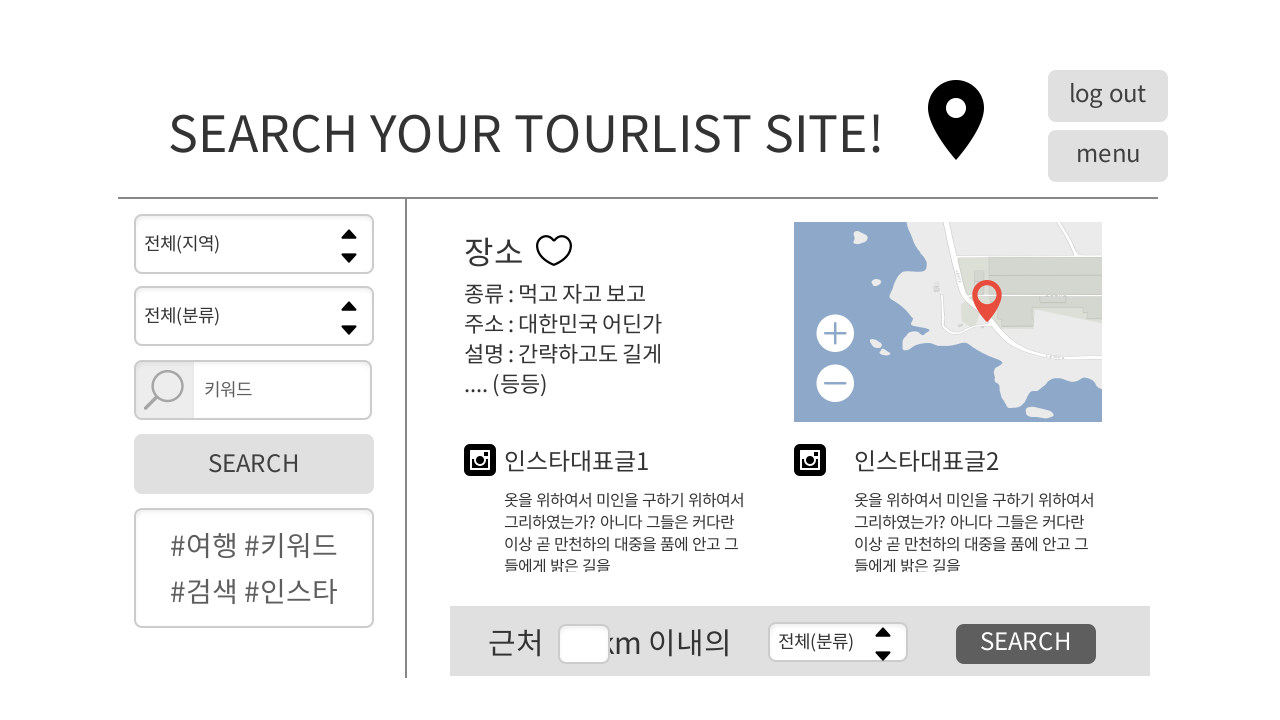 SEARCH YOUR TOURLIST SITE!
log out
menu
전체(지역)
전체(분류)
키워드
SEARCH
#여행 #키워드
#검색 #인스타
장소
종류 : 먹고 자고 보고
주소 : 대한민국 어딘가
설명 : 간략하고도 길게
.... (등등)
인스타대표글1
옷을 위하여서 미인을 구하기 위하여서
그리하였는가? 아니다 그들은 커다란
이상 곧 만천하의 대중을 품에 안고 그
들에게 밝은 길을
인스타대표글2
옷을 위하여서 미인을 구하기 위하여서
그리하였는가? 아니다 그들은 커다란
이상 곧 만천하의 대중을 품에 안고 그
들에게 밝은 길을
근처 km 이내의
전체(분류)
SEARCH